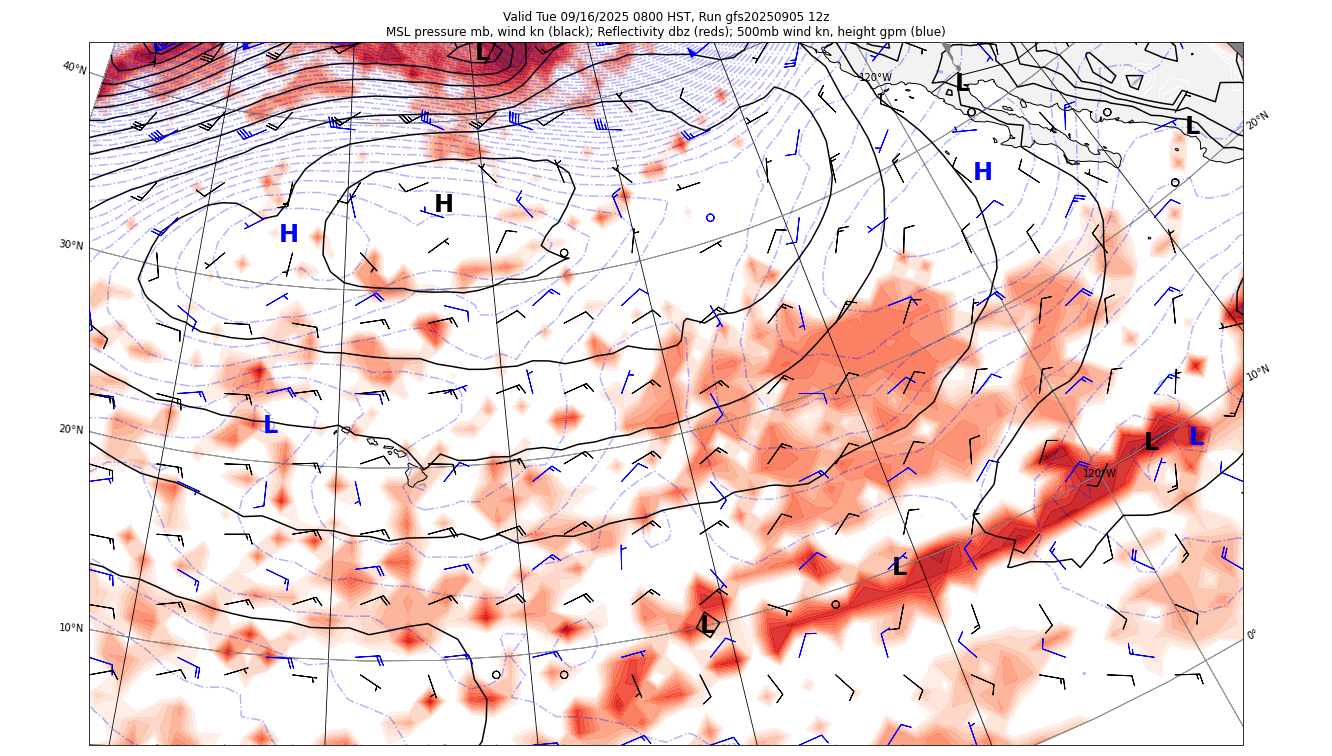 Valid Tue 09/16/2025 0800 HST, Run gfs20250905 12z
MSL pressure mb, wind kn (black); Reflectivity dbz (reds); 500mb wind kn, height gpm (blue)
L
40°N
120°W
L
20°N
L
H
H
H
30°N
10°N
L
20°N
L
L
120°W
L
10°N
L
0°